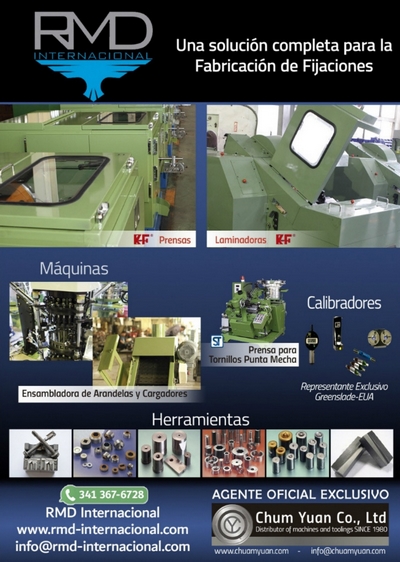 RMD
INTERNACIONAL
Una solución completa para la
Fabricación de Fijaciones
Prensas
Laminadoras
Máquinas
Calibradores
ST
Prensa para
Tornillos Punta Mecha
Ensambladora de Arandelas y Cargadores
Representante Exclusivo
Greenslade-EUA
Herramientas
341 367-6728
RMD Internacional
www.rmd-internacional.com
info@rmd-internacional.com
AGENTE OFICIAL EXCLUSIVO
Chum Yuan Co., Ltd
Distributor of machines and toolings SINCE 1980
www.chuamyuan.com - info@chuamyuan.com